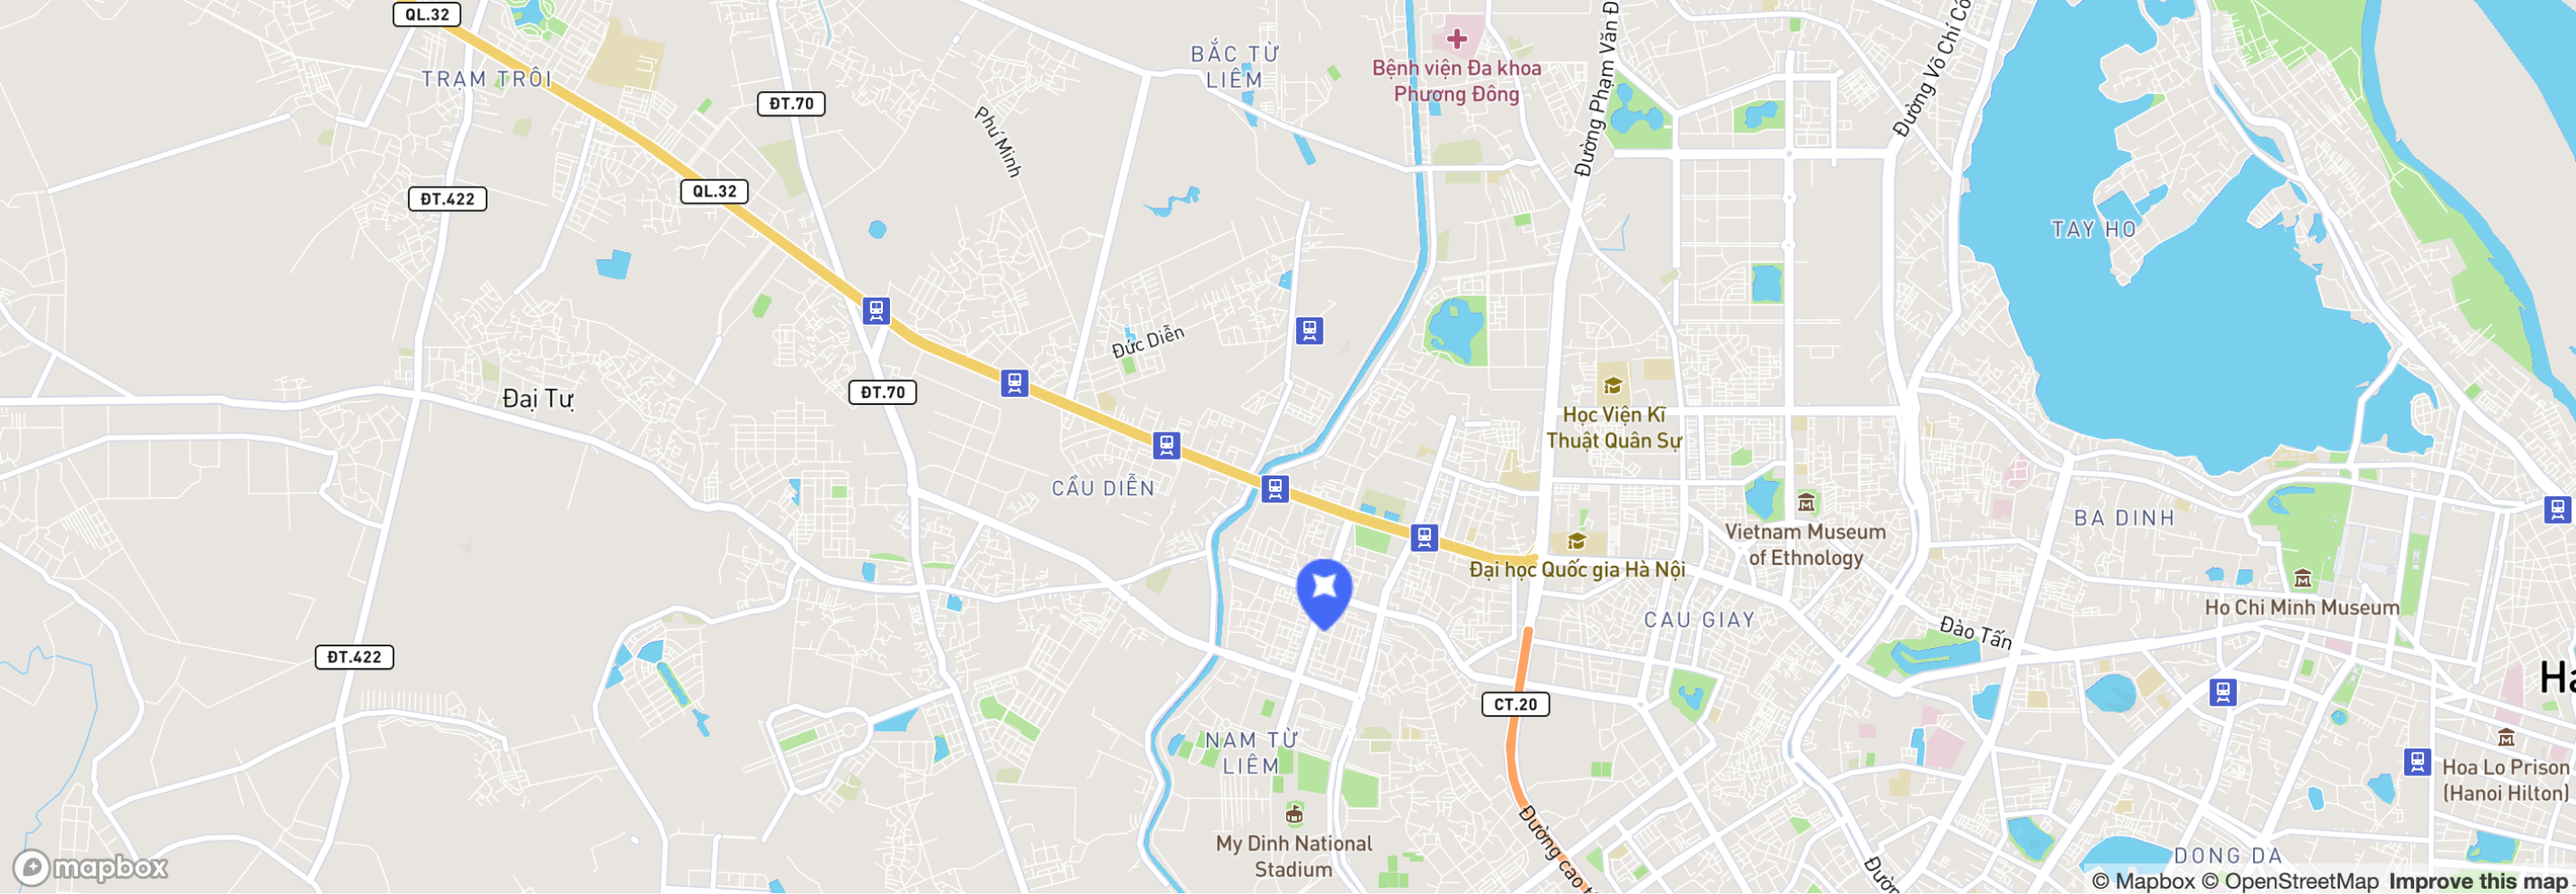 QL.32
TRẠM TRÔI
ĐT.70
BẮC TỪ
LIÊM
Bệnh viện Đa khoa
Phương Đông
Đường Phạm Văn Đ
Đường Võ Chí Cô
Phú Minh
QL.32
ĐT.422
TAY HO
Đức Diễn
Đại Tự
ĐT.70
Học Viện Kĩ
Thuật Quân Sự
CẦU DIỄN
Vietnam Museum
of Ethnology
BA DINH
Đại học Quốc gia Hà Nội
CAU GIAY
Ho Chi Minh Museum
Đào Tấn
ĐT.422
Ha
CT.20
NAM TỪ
LIÊM
Hoa Lo Prison
(Hanoi Hilton)
My Dinh National
Stadium
Đường cao t
Đườn
DONG DA
mapbox
© Mapbox © OpenStreetMap Improve this map